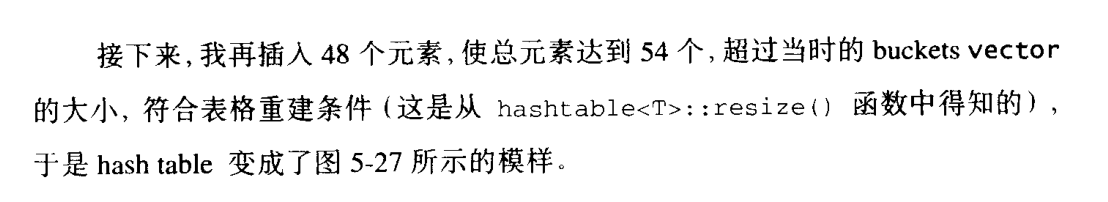 接下来,我再插入 48 个元素,使总元素达到 54 个,超过当时的 buckets vector
的大小, 符合表格重建条件(这是从 hashtable<T>::resize() 函数中得知的),
于是 hash table 变成了图 5-27 所示的模样。